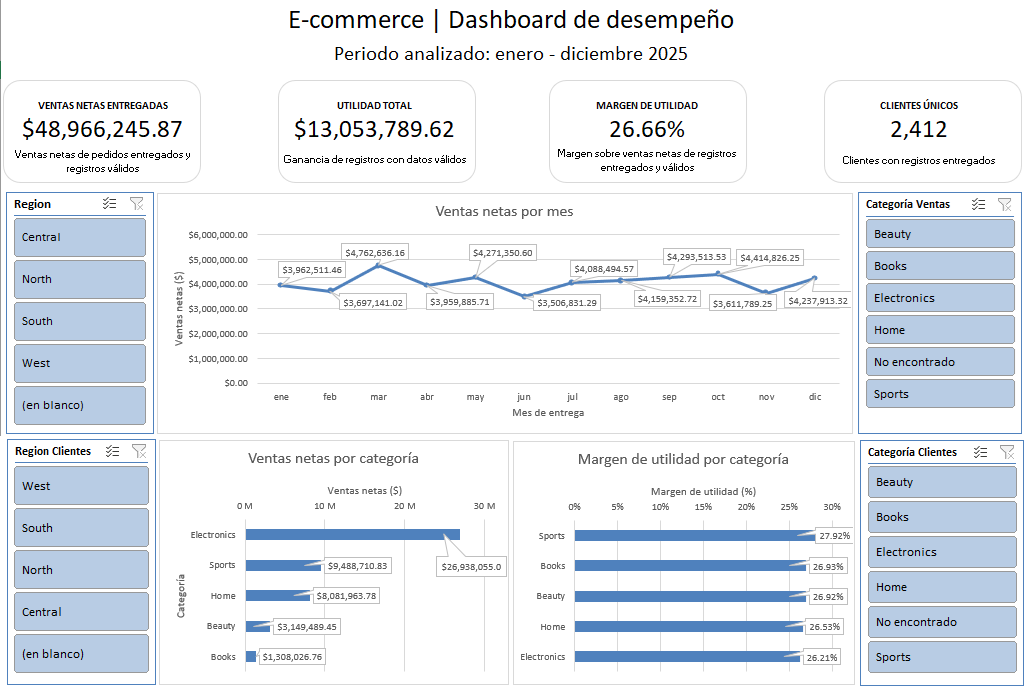 E-commerce | Dashboard de desempeño
Periodo analizado: enero - diciembre 2025
VENTAS NETAS ENTREGADAS
$48,966,245.87
Ventas netas de pedidos entregados y
registros válidos
UTILIDAD TOTAL
$13,053,789.62
Ganancia de registros con datos válidos
MARGEN DE UTILIDAD
26.66%
Margen sobre ventas netas de registros
entregados y válidos
CLIENTES ÚNICOS
2,412
Clientes con registros entregados
Region
Central
North
South
West
(en blanco)
Ventas netas por mes
Ventas netas ($)
$6,000,000.00
$5,000,000.00
$4,000,000.00
$3,000,000.00
$2,000,000.00
$1,000,000.00
$0.00
$3,962,511.46
$3,697,141.02
$4,762,636.16
$3,959,885.71
$4,271,350.60
$3,506,831.29
$4,088,494.57
$4,159,352.72
$4,293,513.53
$4,414,826.25
$3,611,789.25
$4,237,913.32
ene feb mar abr may jun jul ago sep oct nov dic
Mes de entrega
Categoría Ventas
Beauty
Books
Electronics
Home
No encontrado
Sports
Region Clientes
West
South
North
Central
(en blanco)
Ventas netas por categoría
Ventas netas ($)
0 M 10 M 20 M 30 M
Categoría
Electronics $26,938,055.0
Sports $9,488,710.83
Home $8,081,963.78
Beauty $3,149,489.45
Books $1,308,026.76
Margen de utilidad por categoría
Margen de utilidad (%)
0% 5% 10% 15% 20% 25% 30%
Sports 27.92%
Books 26.93%
Beauty 26.92%
Home 26.53%
Electronics 26.21%
Categoría Clientes
Beauty
Books
Electronics
Home
No encontrado
Sports